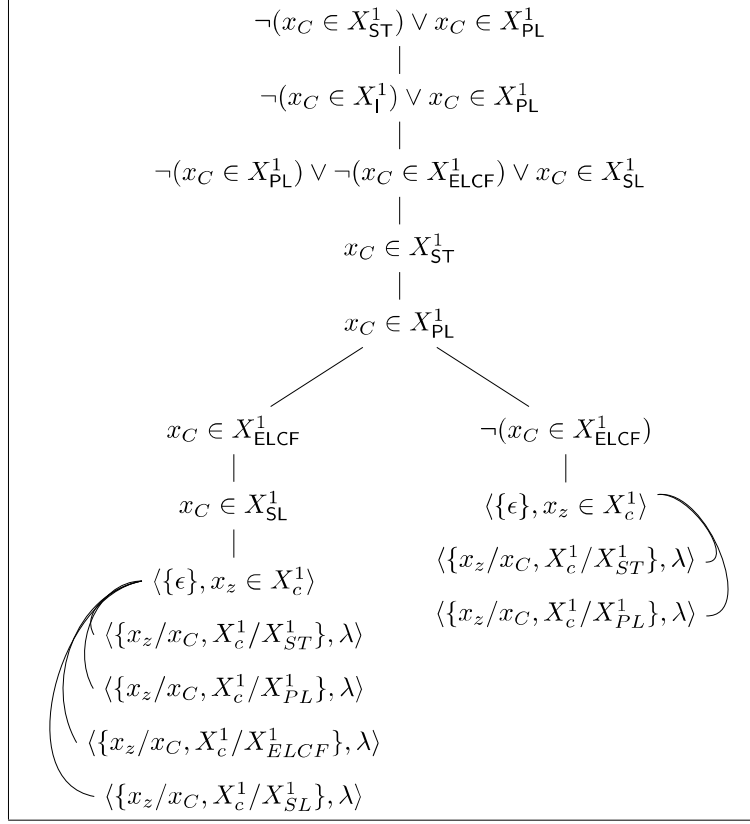 ¬(x_C ∈ X^1_ST) ∨ x_C ∈ X^1_PL
¬(x_C ∈ X^1_I) ∨ x_C ∈ X^1_PL
¬(x_C ∈ X^1_PL) ∨ ¬(x_C ∈ X^1_ELCF) ∨ x_C ∈ X^1_SL
x_C ∈ X^1_ST
x_C ∈ X^1_PL
x_C ∈ X^1_ELCF
x_C ∈ X^1_SL
⟨{ϵ}, x_z ∈ X^1_c⟩
⟨{x_z/x_C, X^1_c/X^1_ST}, λ⟩
⟨{x_z/x_C, X^1_c/X^1_PL}, λ⟩
⟨{x_z/x_C, X^1_c/X^1_ELCF}, λ⟩
⟨{x_z/x_C, X^1_c/X^1_SL}, λ⟩
¬(x_C ∈ X^1_ELCF)
⟨{ϵ}, x_z ∈ X^1_c⟩
⟨{x_z/x_C, X^1_c/X^1_ST}, λ⟩
⟨{x_z/x_C, X^1_c/X^1_PL}, λ⟩